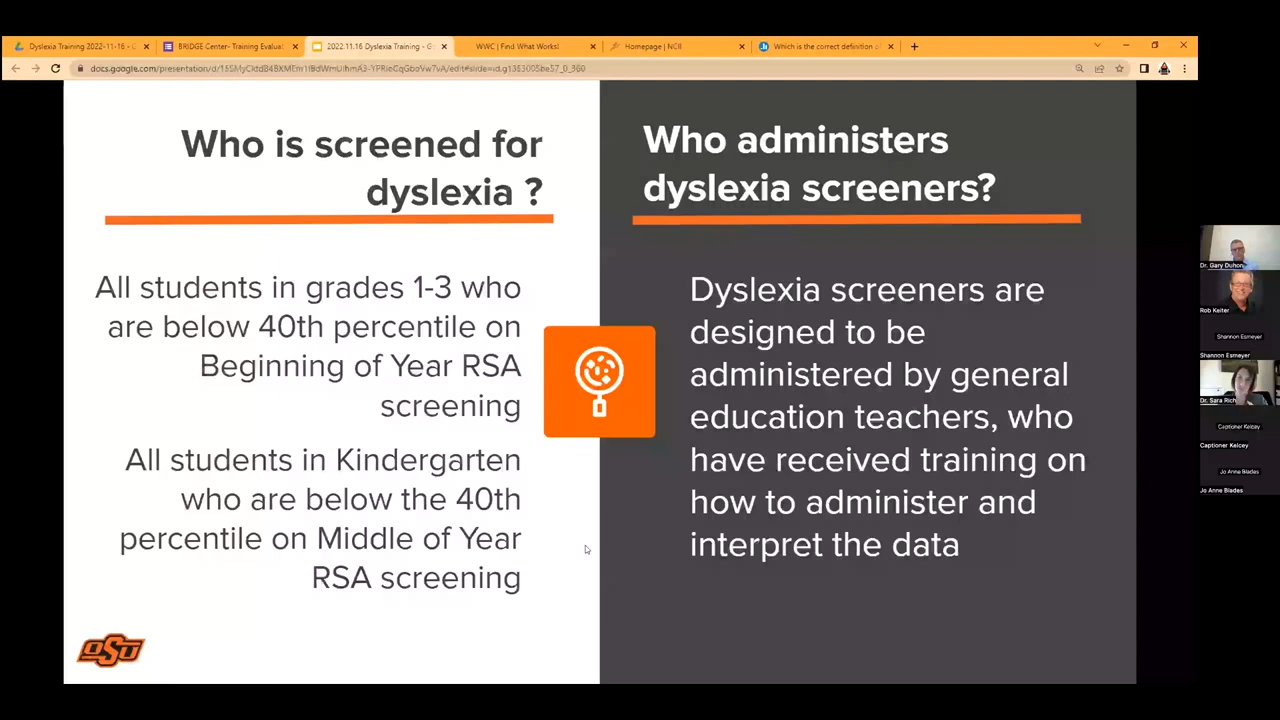 Dyslexia Training 2022-11-16 - G
BRIDGE Center- Training Evaluat
2022.11.16 Dyslexia Training - G
WWC | Find What Works!
Homepage | NCII
Which is the correct definition of
Who is screened for
dyslexia ?
All students in grades 1-3 who
are below 40th percentile on
Beginning of Year RSA
screening
All students in Kindergarten
who are below the 40th
percentile on Middle of Year
RSA screening
OSU
Who administers
dyslexia screeners?
Dyslexia screeners are
designed to be
administered by general
education teachers, who
have received training on
how to administer and
interpret the data
Dr. Gary Duhon
Rob Keiter
Shannon Esmeyer
Shannon Esmeyer
Dr. Sara Rich
Captioner Kelcey
Captioner Kelcey
Jo Anne Blades
Jo Anne Blades